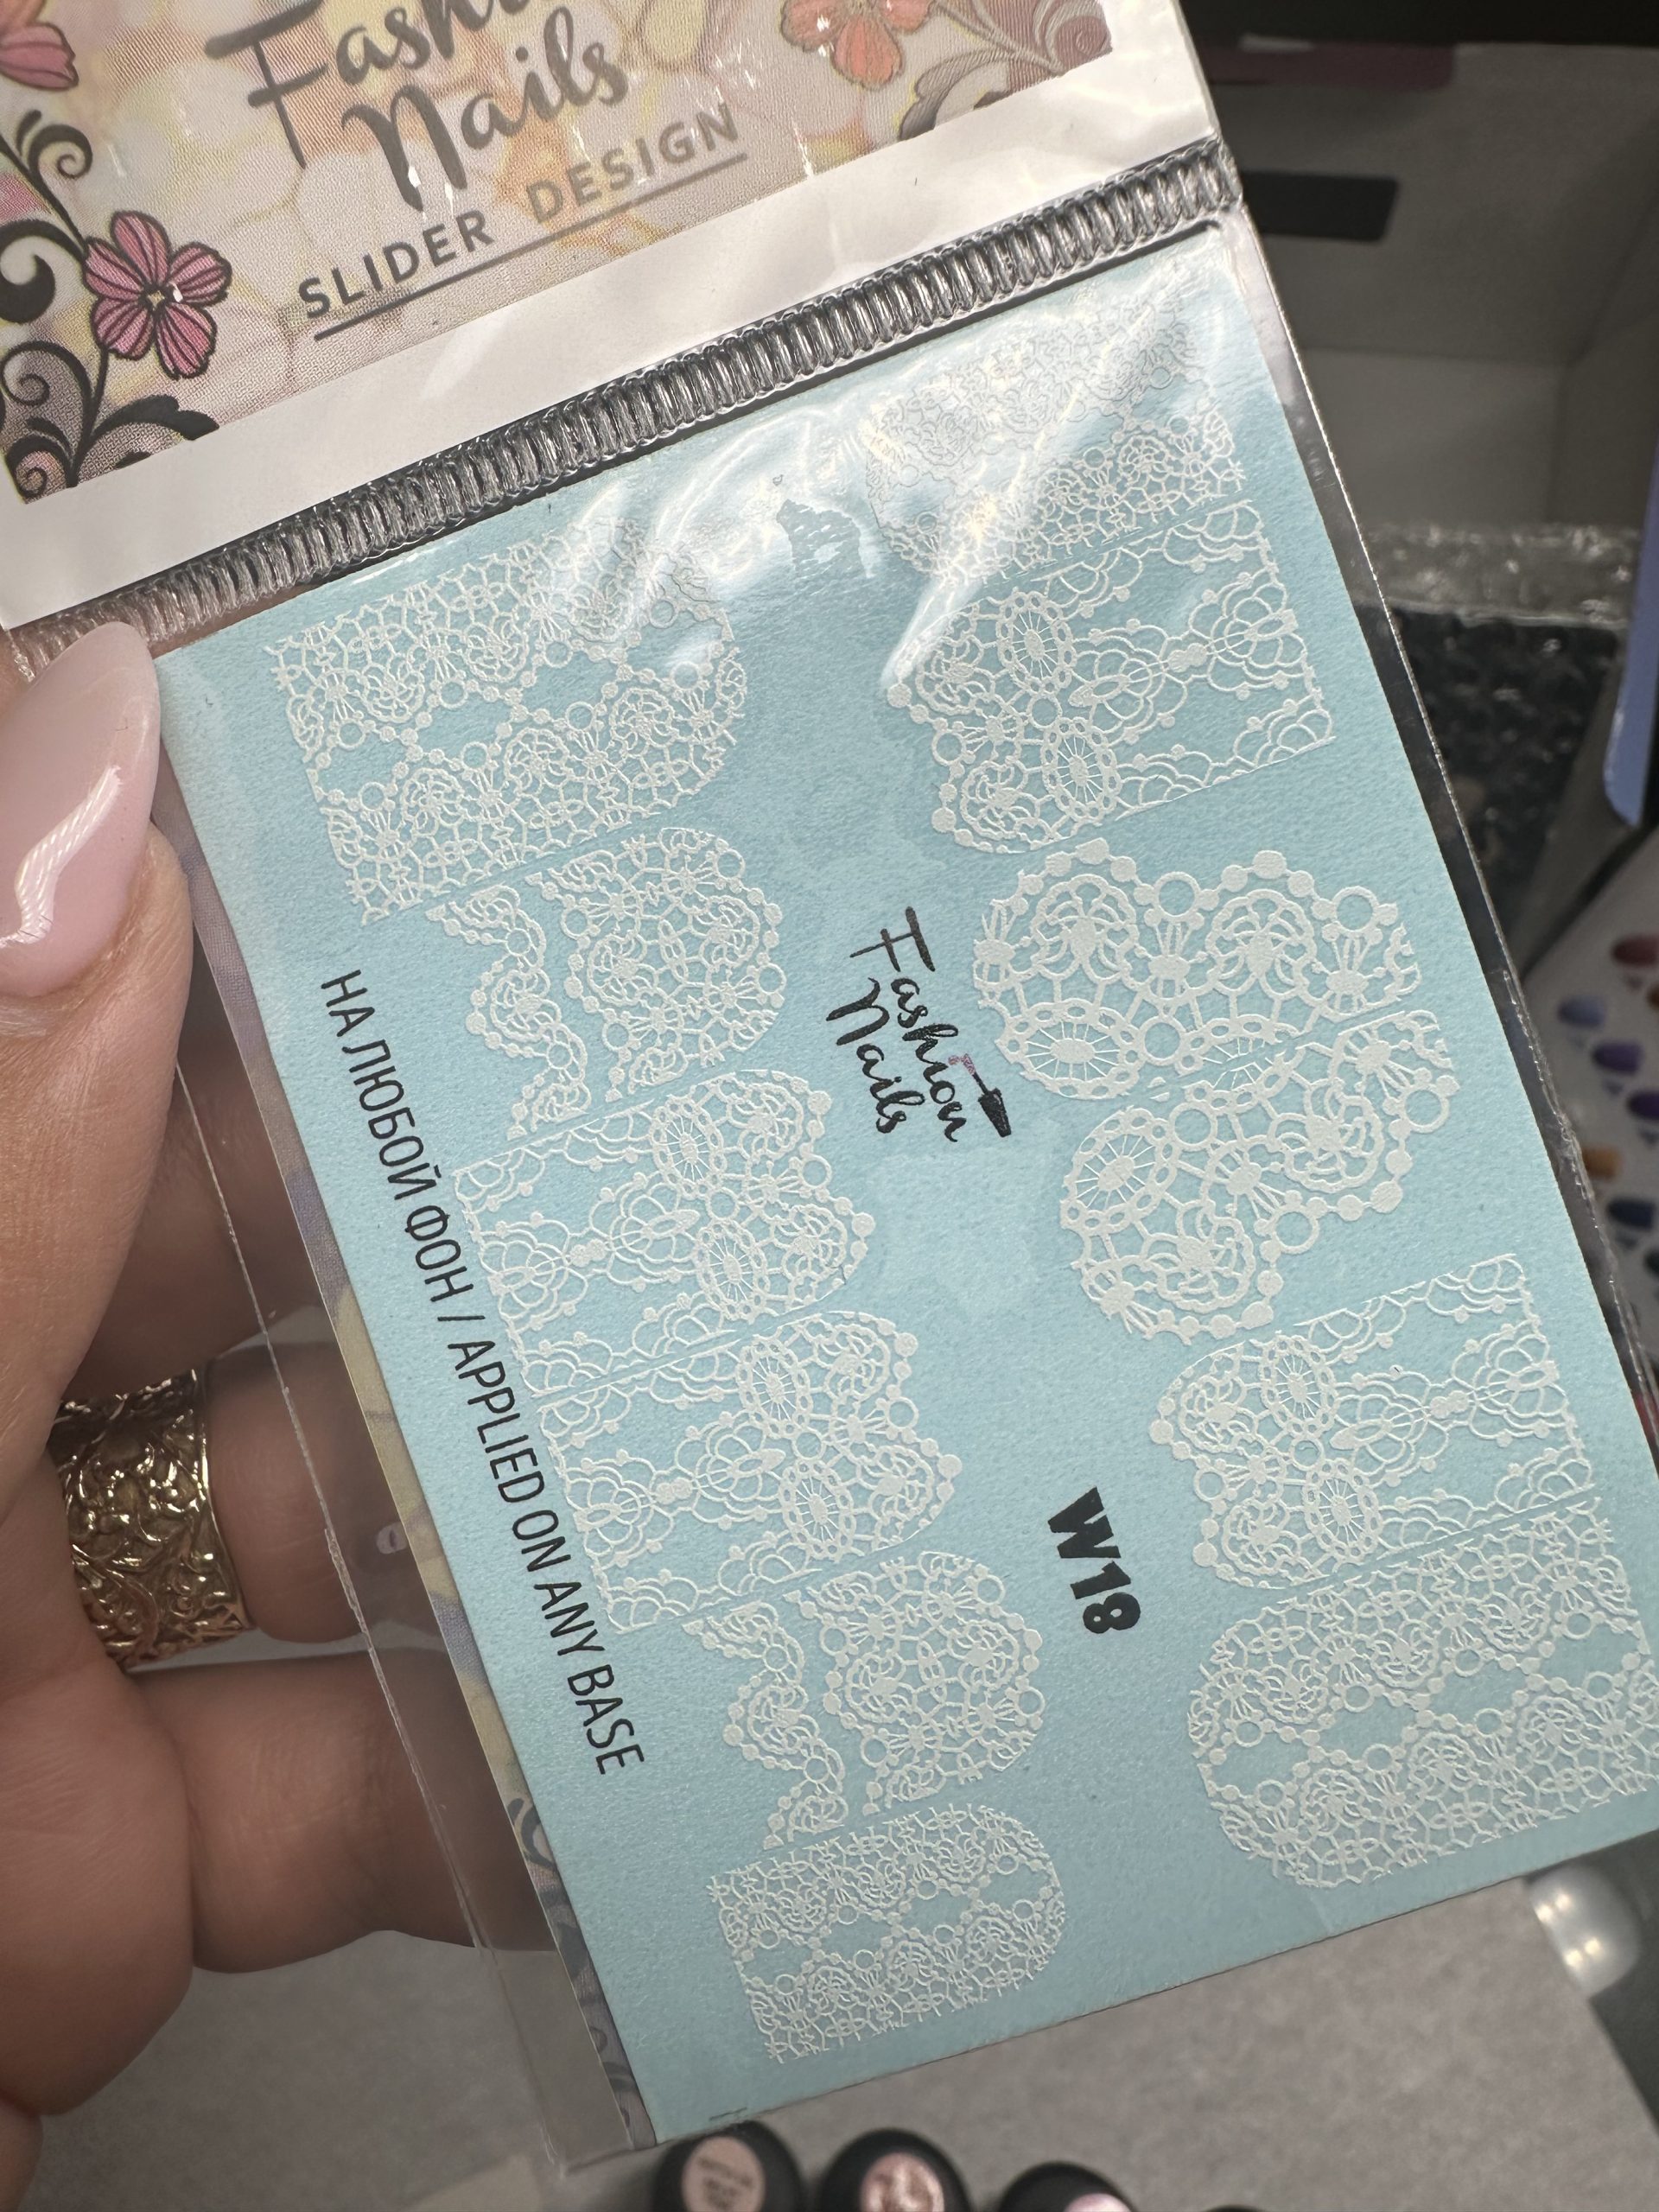 Fashion
Nails
SLIDER DESIGN
Fashion
Nails
W18
НА ЛЮБОЙ ФОН / APPLIED ON ANY BASE